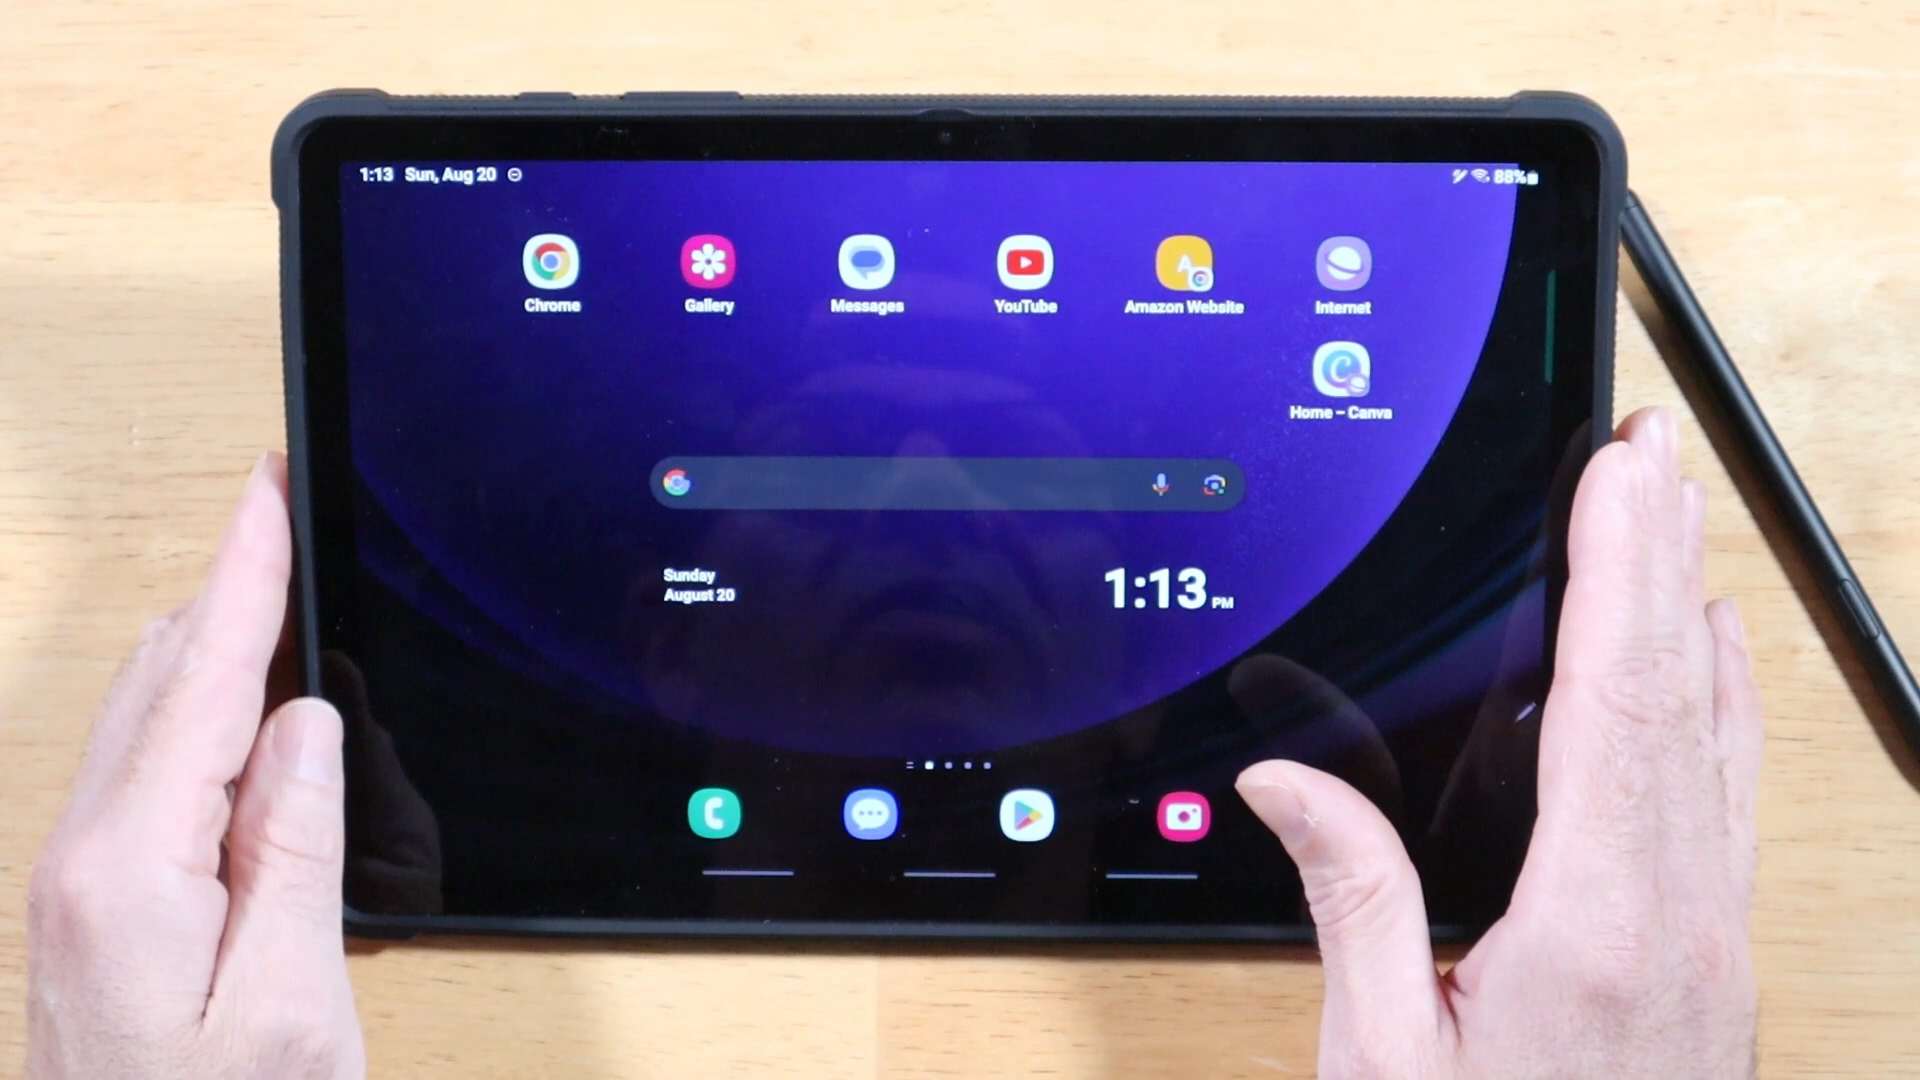 1:13 Sun, Aug 20
88%
Chrome
Gallery
Messages
YouTube
A
Amazon Website
Internet
C
Home – Canva
G
Sunday
August 20
1:13 PM